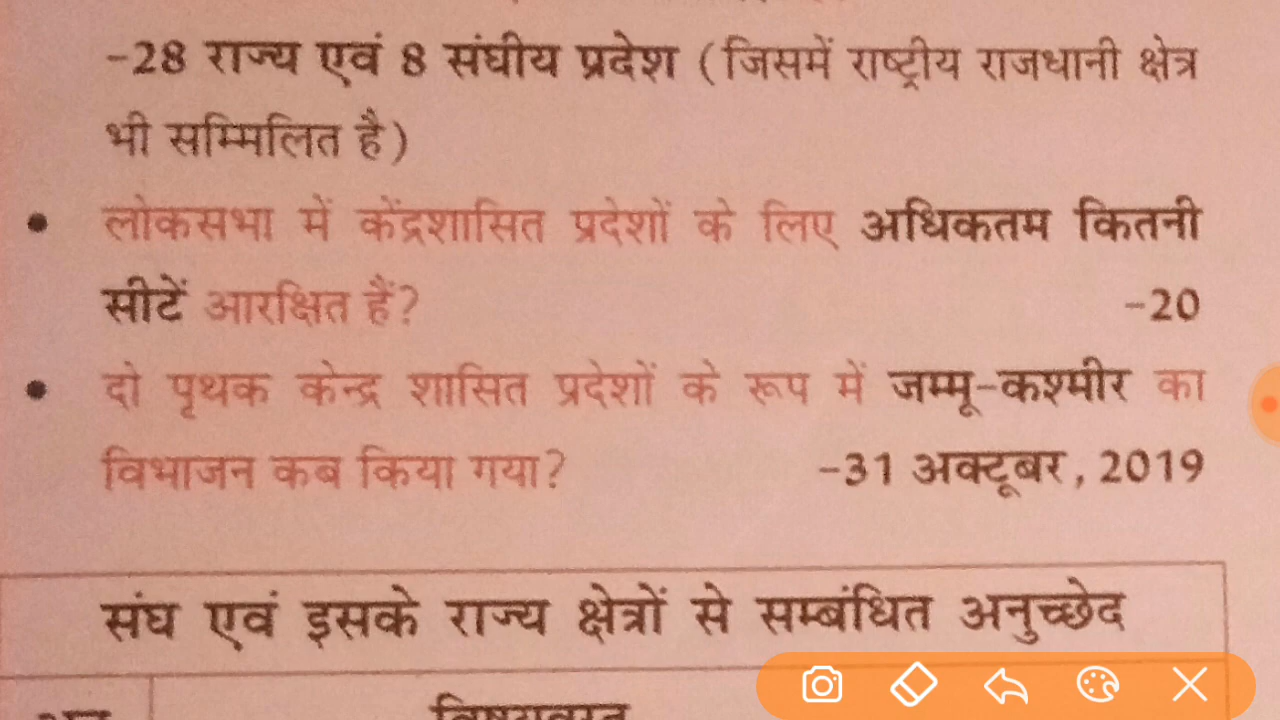 -28 राज्य एवं 8 संघीय प्रदेश (जिसमें राष्ट्रीय राजधानी क्षेत्र
भी सम्मिलित है)
• लोकसभा में केंद्रशासित प्रदेशों के लिए अधिकतम कितनी
सीटें आरक्षित हैं? -20
• दो पृथक केन्द्र शासित प्रदेशों के रूप में जम्मू-कश्मीर का
विभाजन कब किया गया? -31 अक्टूबर, 2019
संघ एवं इसके राज्य क्षेत्रों से सम्बंधित अनुच्छेद